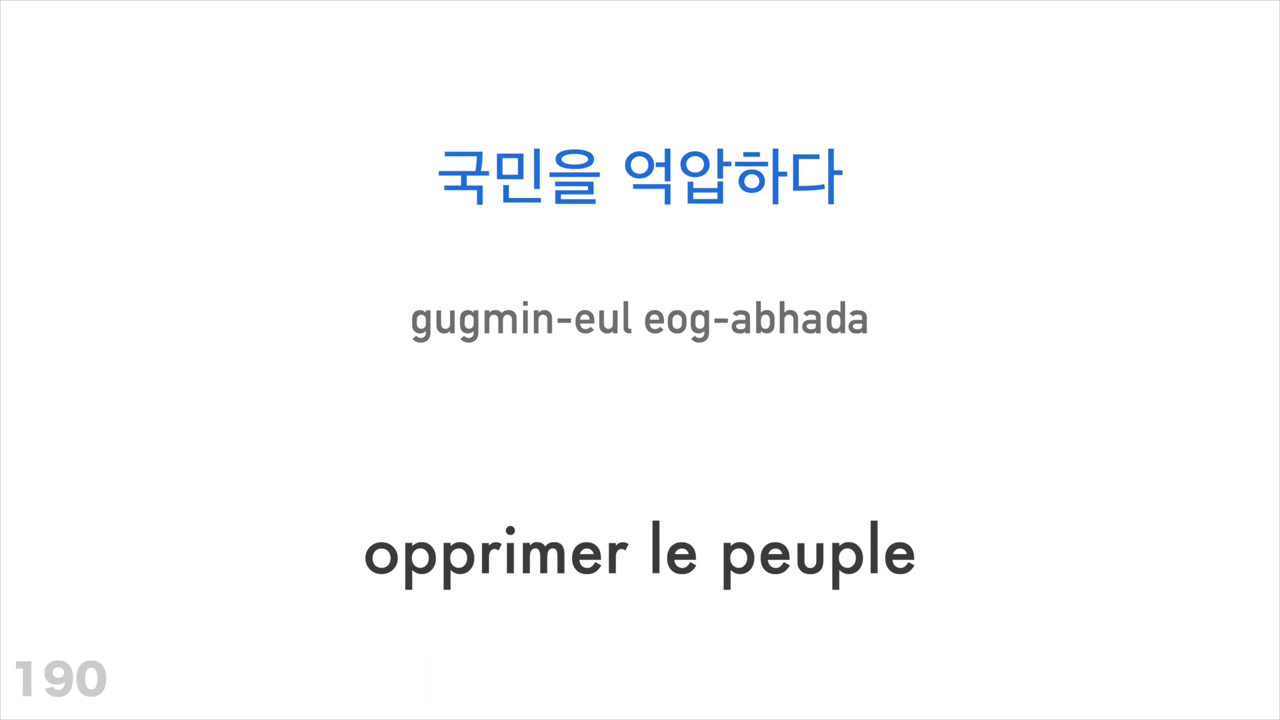 국민을 억압하다
gugmin-eul eog-abhada
opprimer le peuple
190